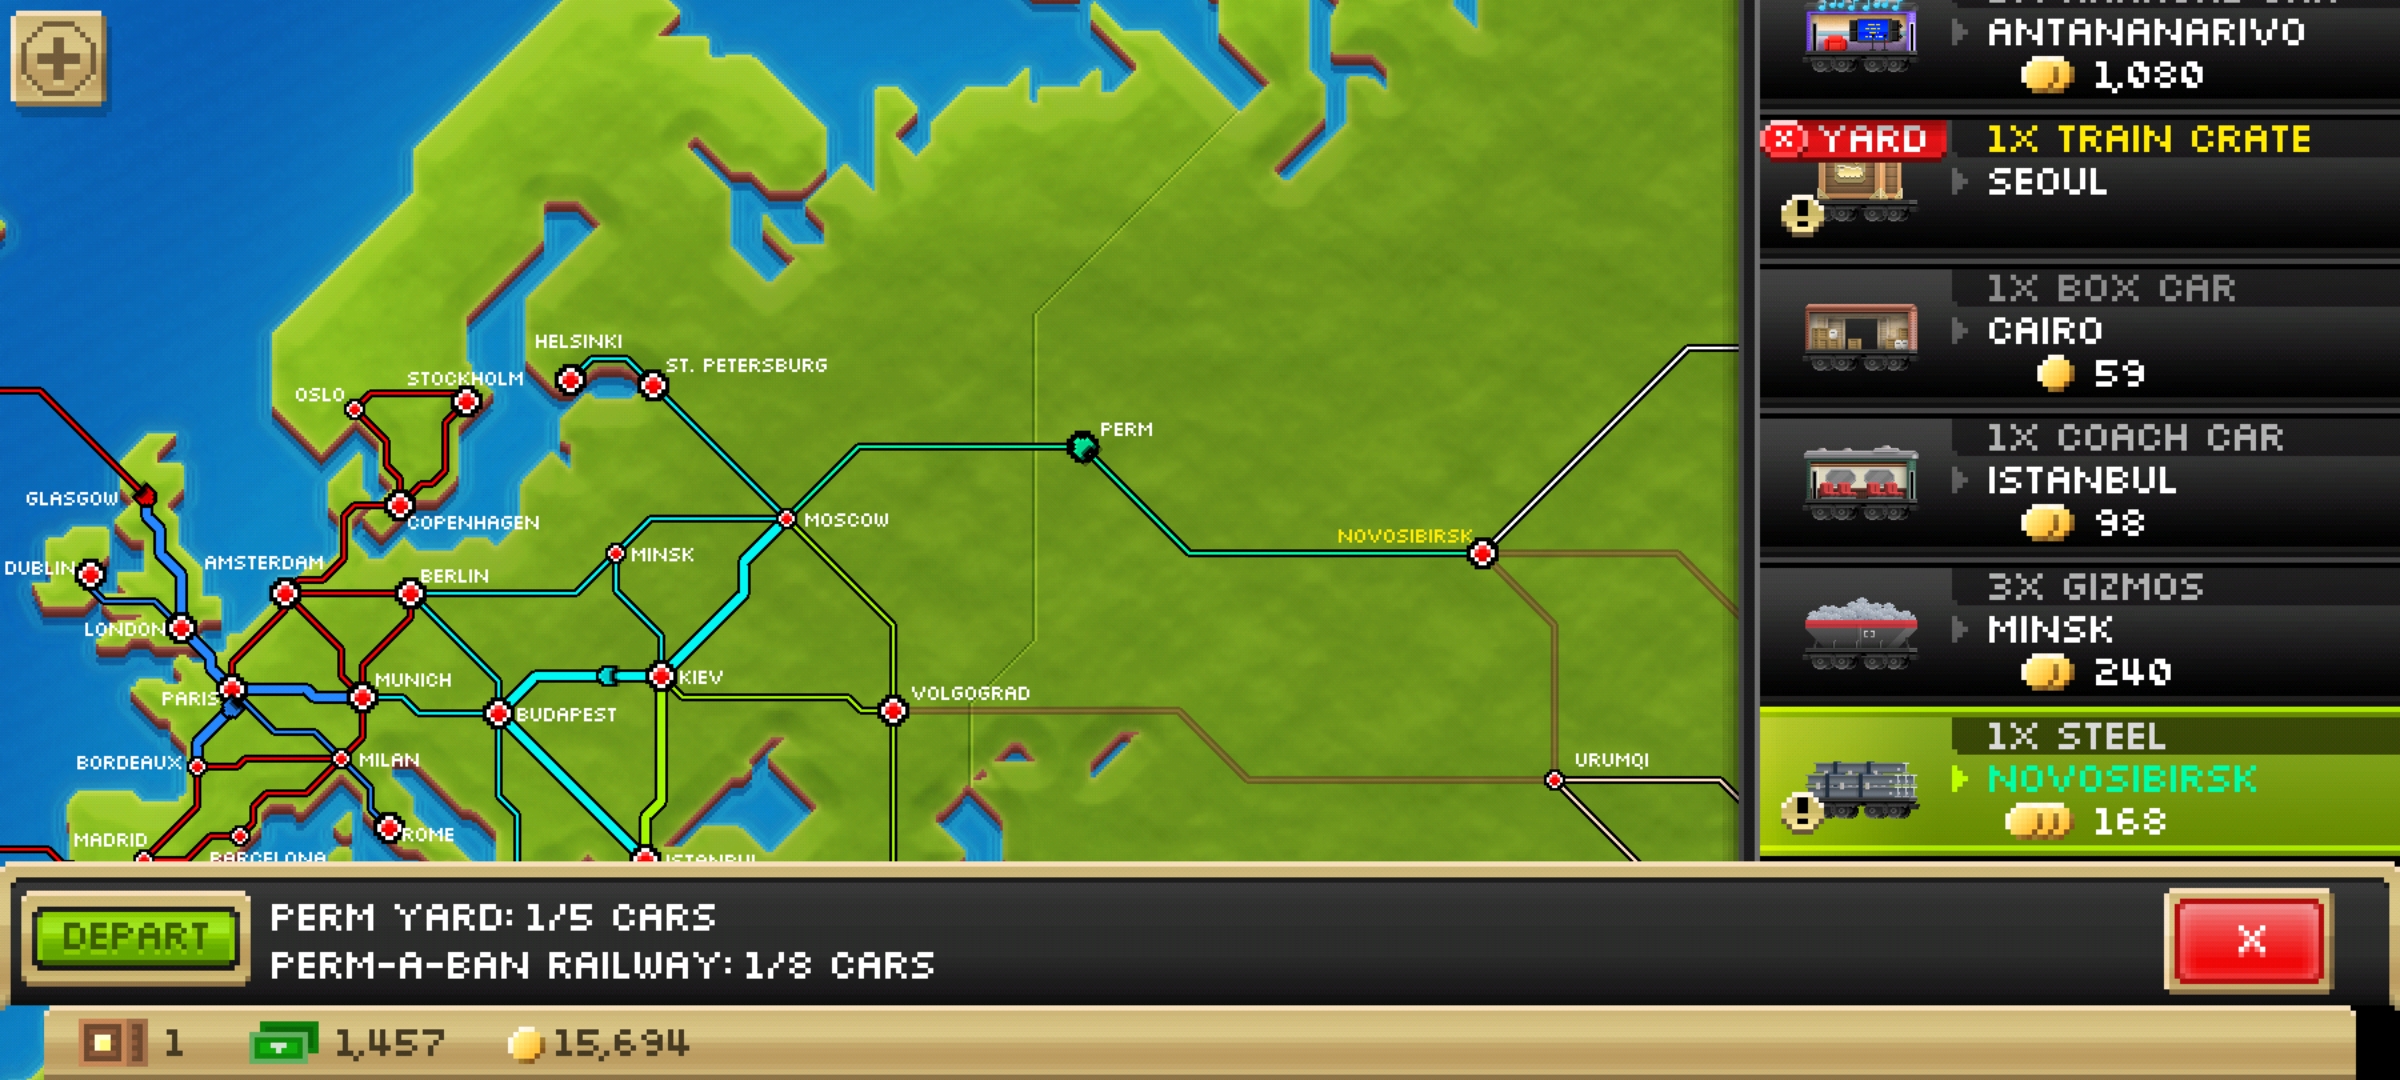 ANTANANARIVO
1,080
YARD
1X TRAIN CRATE
SEOUL
1X BOX CAR
CAIRO
59
1X COACH CAR
ISTANBUL
98
3X GIZMOS
MINSK
240
1X STEEL
NOVOSIBIRSK
168
HELSINKI
ST. PETERSBURG
STOCKHOLM
OSLO
PERM
GLASGOW
COPENHAGEN
MOSCOW
NOVOSIBIRSK
DUBLIN
AMSTERDAM
BERLIN
MINSK
LONDON
PARIS
MUNICH
KIEV
BUDAPEST
VOLGOGRAD
BORDEAUX
MILAN
URUMQI
MADRID
ROME
BARCELONA
ISTANBUL
DEPART
PERM YARD: 1/5 CARS
PERM-A-BAN RAILWAY: 1/8 CARS
X
1
1,457
15,694